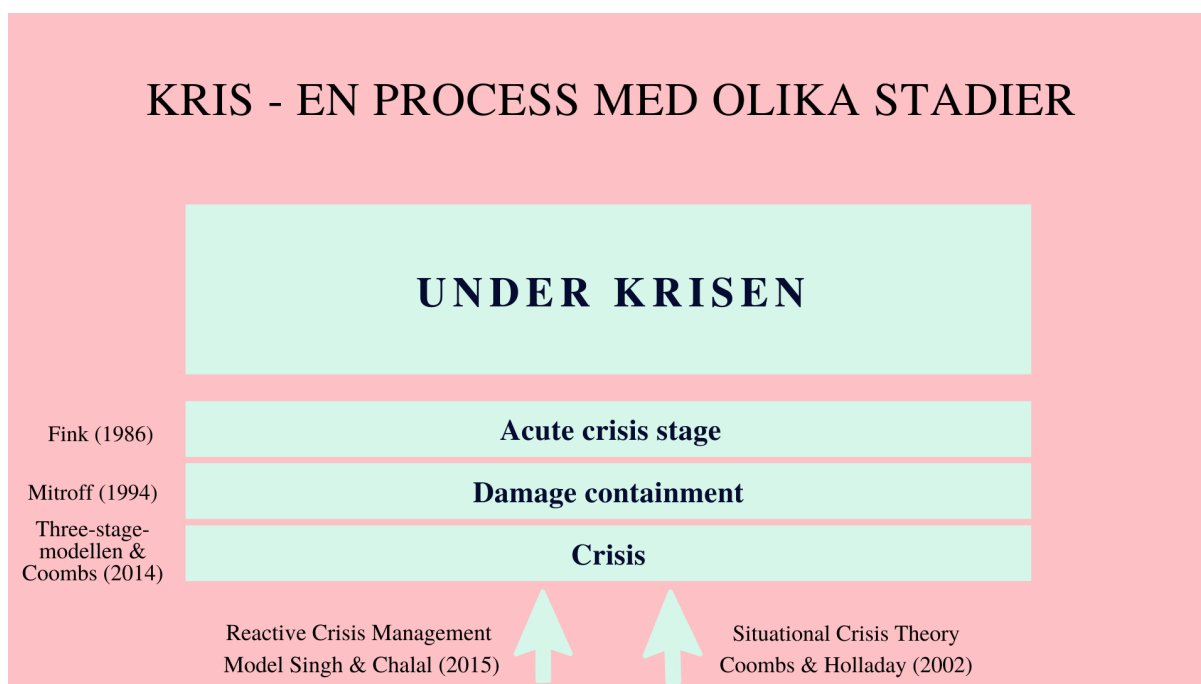 KRIS - EN PROCESS MED OLIKA STADIER
UNDER KRISEN
Fink (1986)
Acute crisis stage
Mitroff (1994)
Damage containment
Three-stage-
modellen &
Coombs (2014)
Crisis
Reactive Crisis Management
Model Singh & Chalal (2015)
Situational Crisis Theory
Coombs & Holladay (2002)